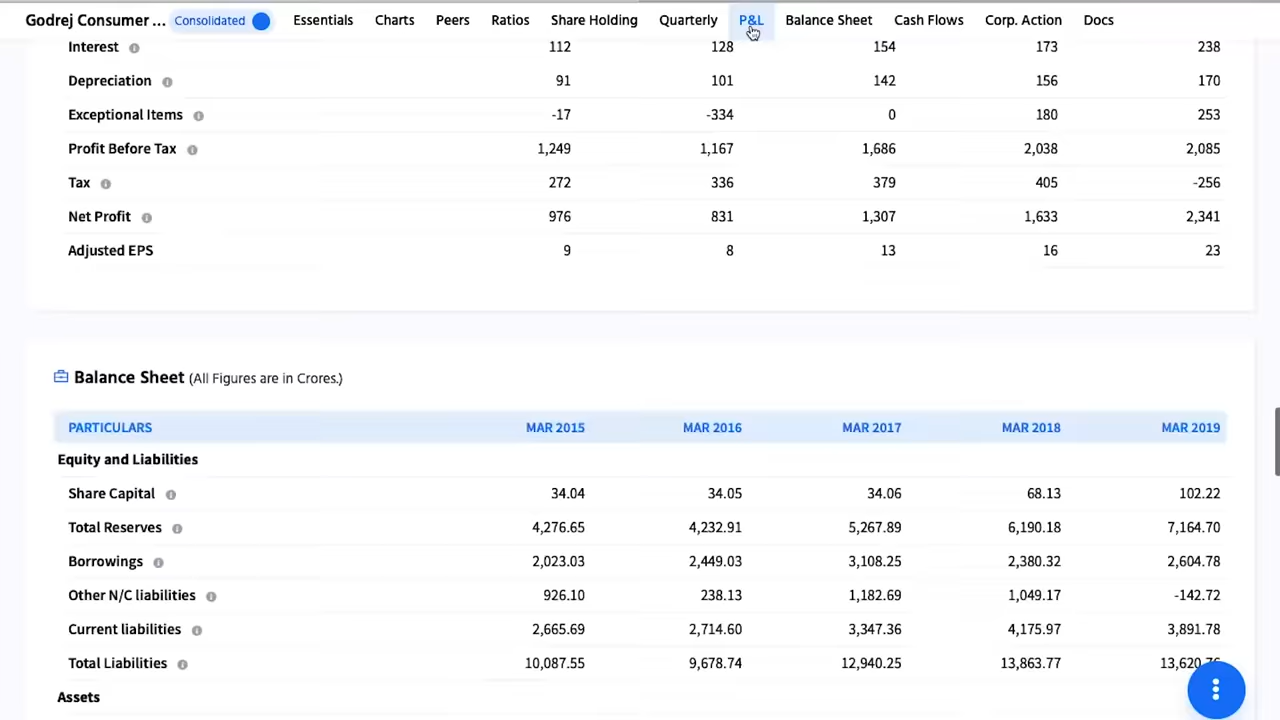 Godrej Consumer ... Consolidated Essentials Charts Peers Ratios Share Holding Quarterly P&L Balance Sheet Cash Flows Corp. Action Docs
Interest 112 128 154 173 238
Depreciation 91 101 142 156 170
Exceptional Items -17 -334 0 180 253
Profit Before Tax 1,249 1,167 1,686 2,038 2,085
Tax 272 336 379 405 -256
Net Profit 976 831 1,307 1,633 2,341
Adjusted EPS 9 8 13 16 23
Balance Sheet (All Figures are in Crores.)
PARTICULARS MAR 2015 MAR 2016 MAR 2017 MAR 2018 MAR 2019
Equity and Liabilities
Share Capital 34.04 34.05 34.06 68.13 102.22
Total Reserves 4,276.65 4,232.91 5,267.89 6,190.18 7,164.70
Borrowings 2,023.03 2,449.03 3,108.25 2,380.32 2,604.78
Other N/C liabilities 926.10 238.13 1,182.69 1,049.17 -142.72
Current liabilities 2,665.69 2,714.60 3,347.36 4,175.97 3,891.78
Total Liabilities 10,087.55 9,678.74 12,940.25 13,863.77
Assets